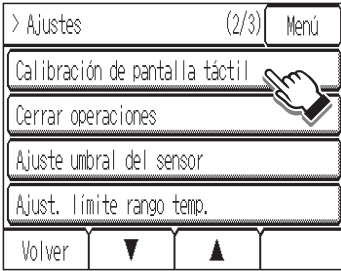 > Ajustes (2/3) Menú
Calibración de pantalla táctil
Cerrar operaciones
Ajuste umbral del sensor
Ajust. límite rango temp.
Volver ▼ ▲